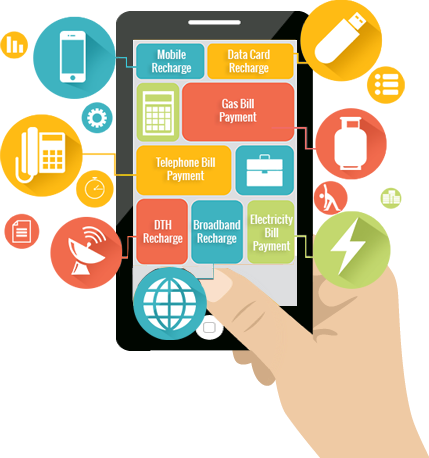 Mobile
Recharge
Data Card
Recharge
Gas Bill
Payment
Telephone Bill
Payment
DTH
Recharge
Broadband
Recharge
Electricity
Bill
Payment